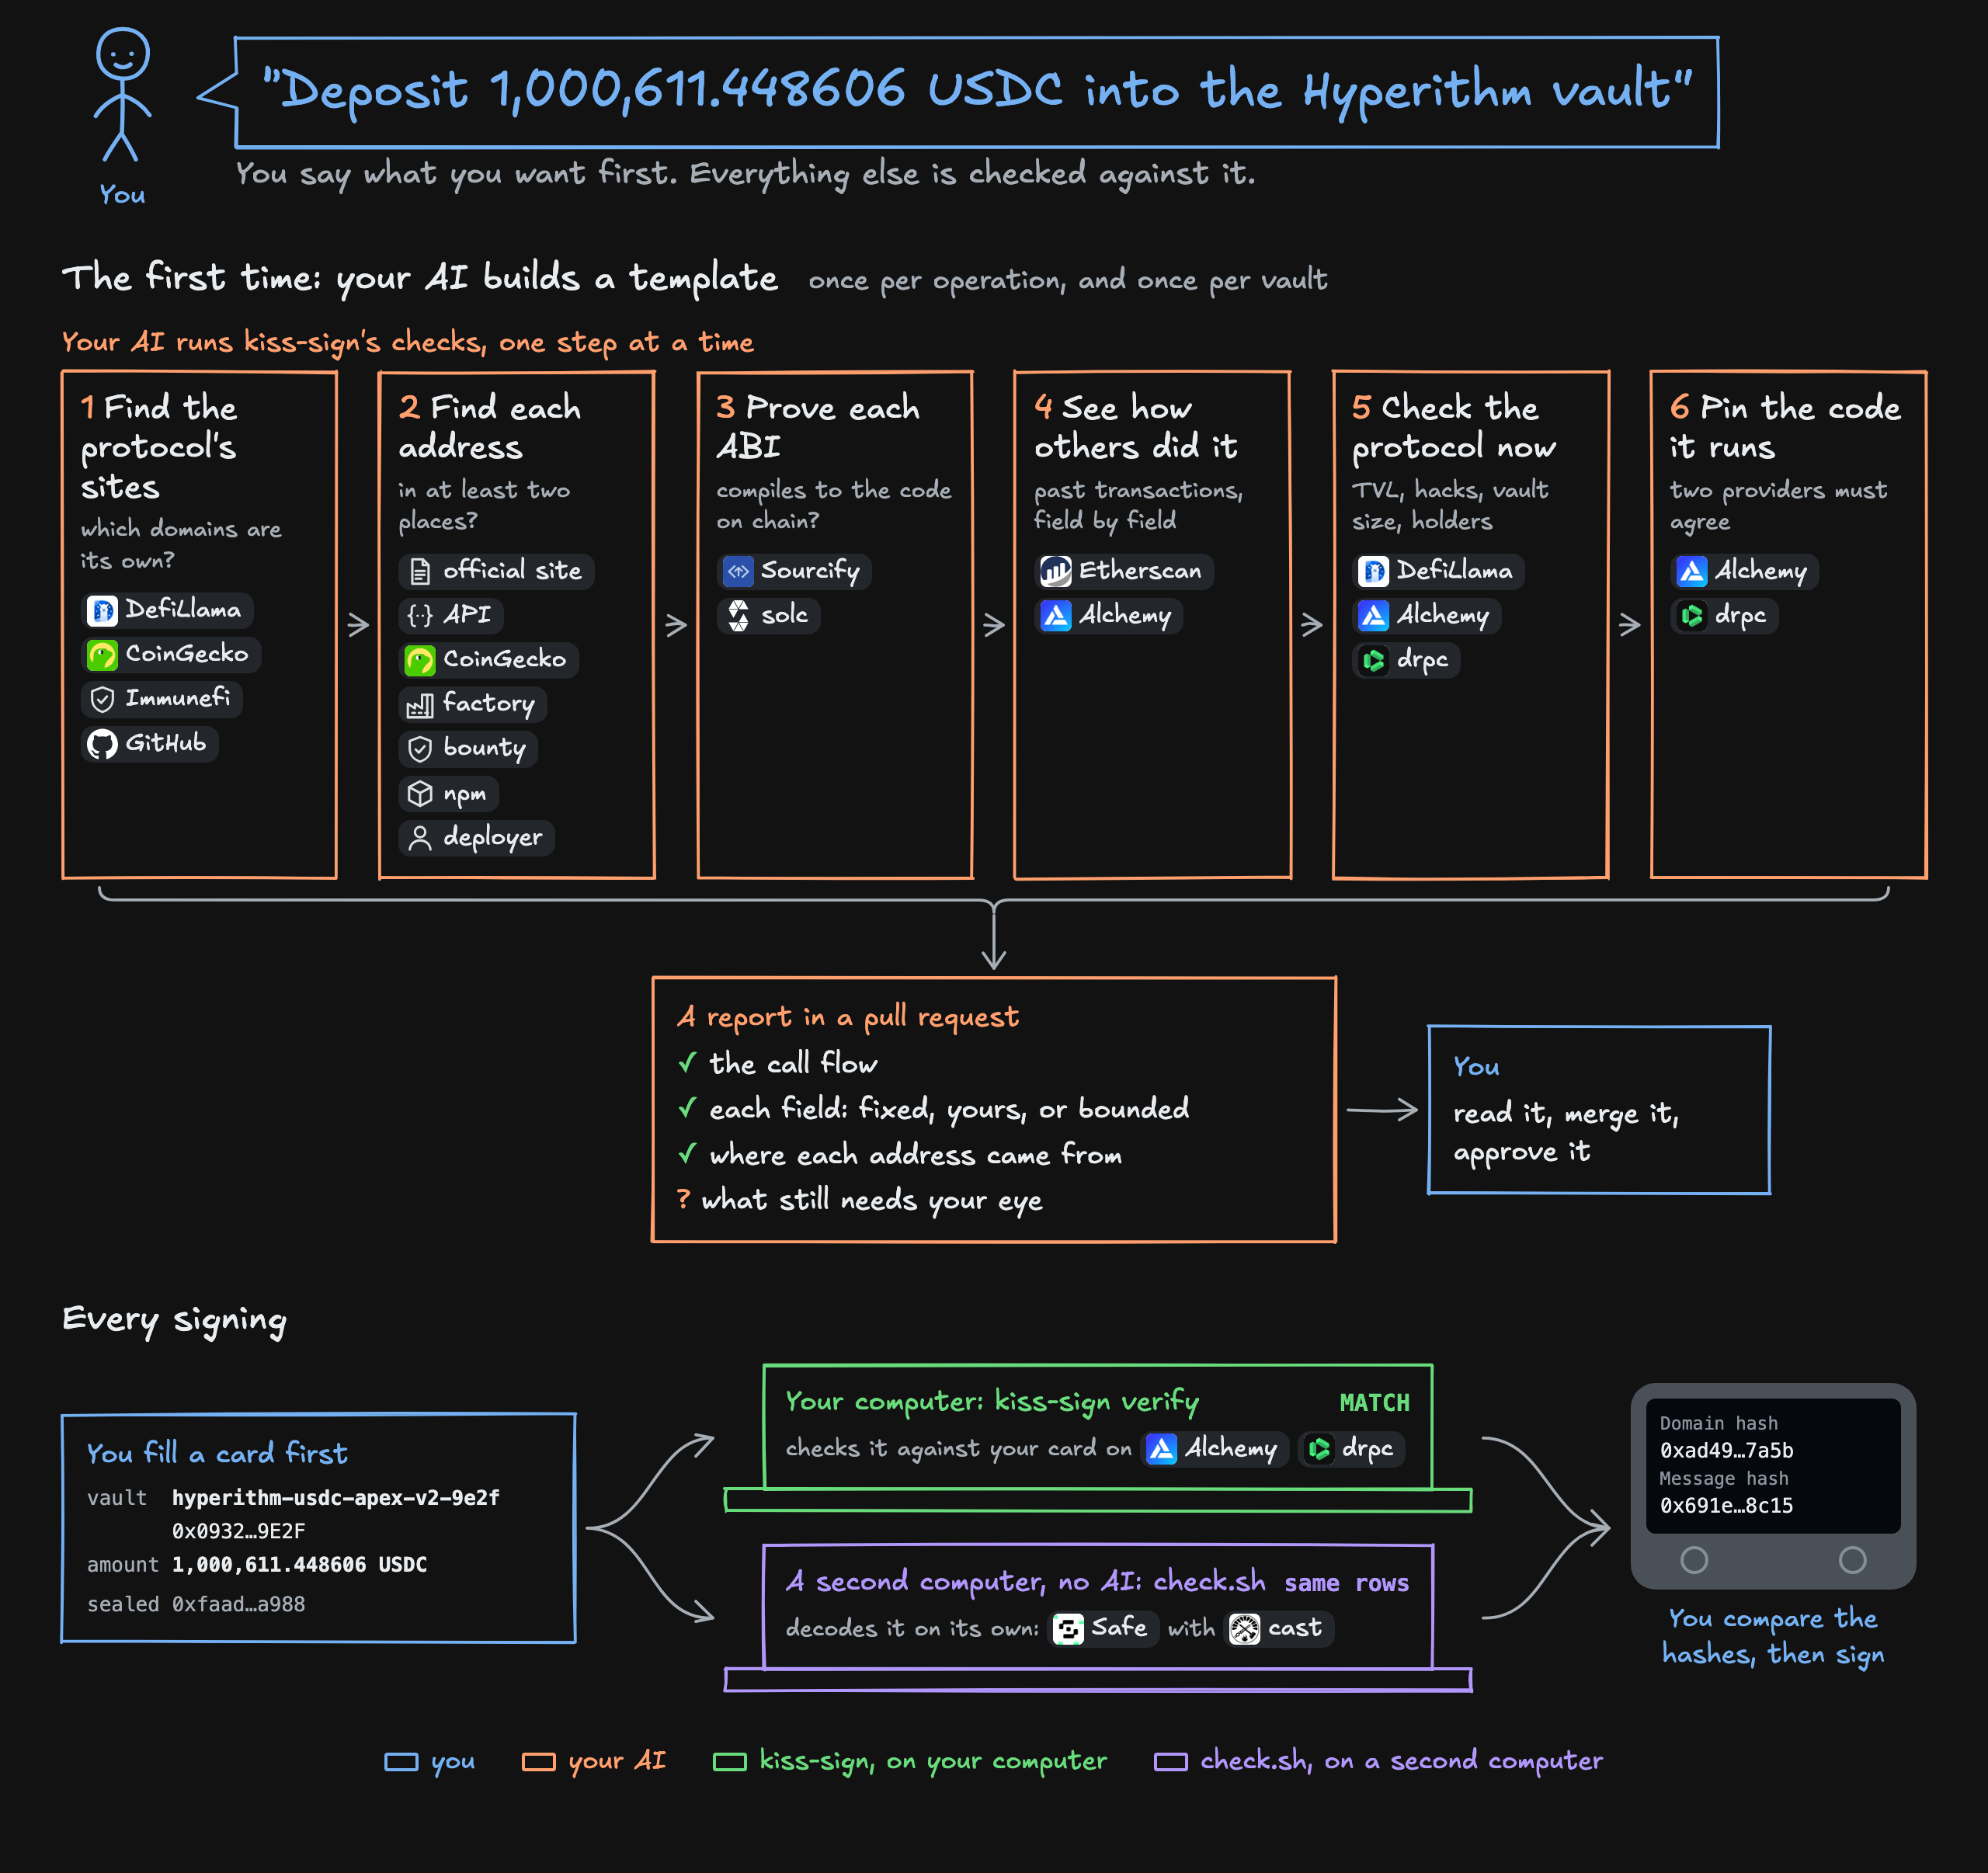 "Deposit 1,000,611.448606 USDC into the Hyperithm vault"
You say what you want first. Everything else is checked against it.
You
The first time: your AI builds a template once per operation, and once per vault
Your AI runs kiss-sign's checks, one step at a time
1 Find the
protocol's
sites
which domains are
its own?
DefiLlama
CoinGecko
Immunefi
GitHub
2 Find each
address
in at least two
places?
official site
API
CoinGecko
factory
bounty
npm
deployer
3 Prove each
ABI
compiles to the code
on chain?
Sourcify
solc
4 See how
others did it
past transactions,
field by field
Etherscan
Alchemy
5 Check the
protocol now
TVL, hacks, vault
size, holders
DefiLlama
Alchemy
drpc
6 Pin the code
it runs
two providers must
agree
Alchemy
drpc
A report in a pull request
✓ the call flow
✓ each field: fixed, yours, or bounded
✓ where each address came from
? what still needs your eye
You
read it, merge it,
approve it
Every signing
You fill a card first
vault hyperithm-usdc-apex-v2-9e2f
0x0932…9E2F
amount 1,000,611.448606 USDC
sealed 0xfaad…a988
Your computer: kiss-sign verify MATCH
checks it against your card on Alchemy drpc
A second computer, no AI: check.sh same rows
decodes it on its own: Safe with cast
Domain hash
0xad49…7a5b
Message hash
0x691e…8c15
You compare the
hashes, then sign
you
your AI
kiss-sign, on your computer
check.sh, on a second computer